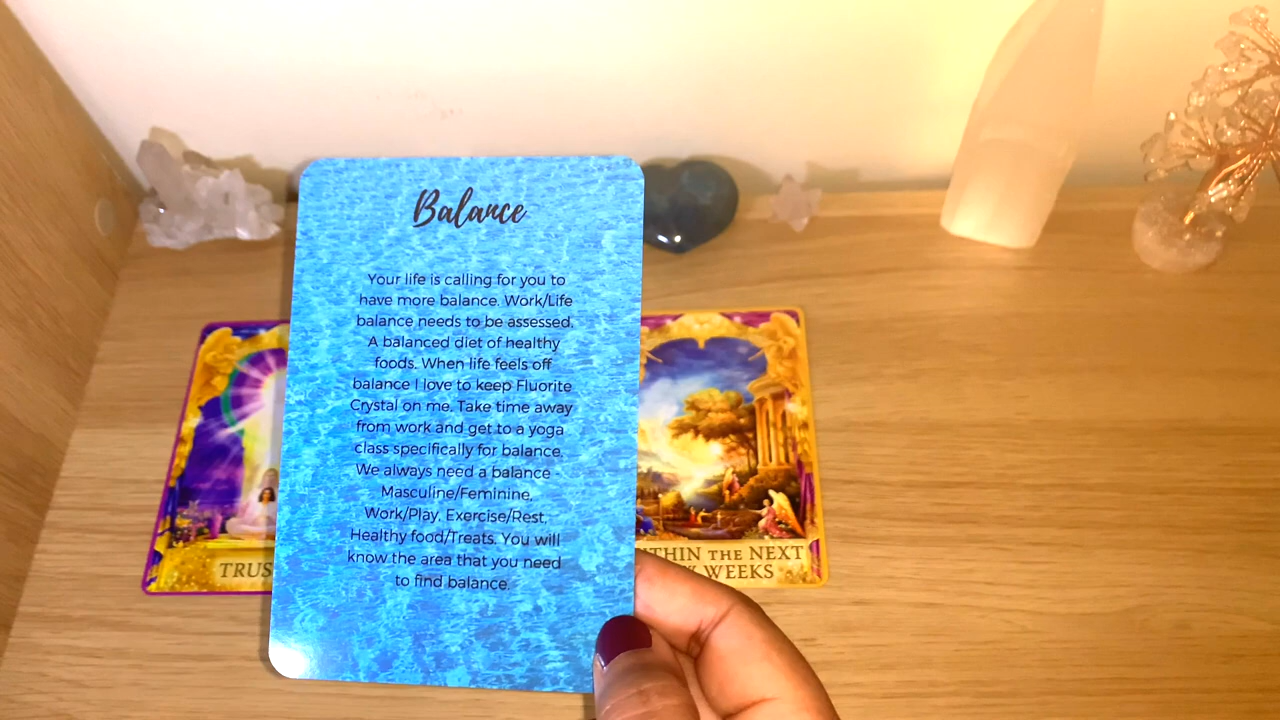 Balance
Your life is calling for you to
have more balance. Work/Life
balance needs to be assessed.
A balanced diet of healthy
foods. When life feels off
balance I love to keep Fluorite
Crystal on me. Take time away
from work and get to a yoga
class specifically for balance.
We always need a balance -
Masculine/Feminine,
Work/Play, Exercise/Rest,
Healthy food/Treats. You will
know the area that you need
to find balance.
TRUS
THIN THE NEXT
WEEKS